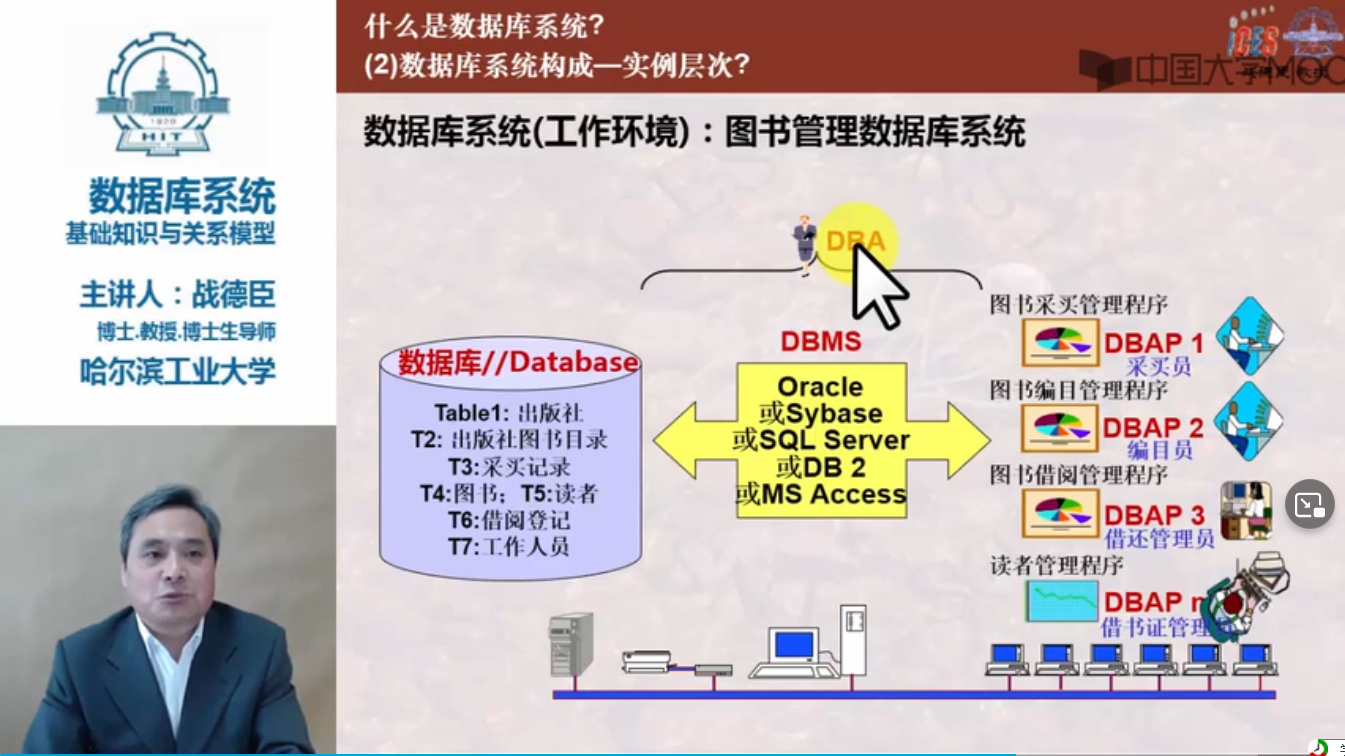 什么是数据库系统?
(2)数据库系统构成—实例层次?
iCES
中国大学MOOC
1920
HIT
数据库系统
基础知识与关系模型
主讲人：战德臣
博士.教授.博士生导师
哈尔滨工业大学
数据库系统(工作环境)：图书管理数据库系统
DBA
数据库//Database
Table1: 出版社
T2: 出版社图书目录
T3:采买记录
T4:图书; T5:读者
T6:借阅登记
T7:工作人员
DBMS
Oracle
或Sybase
或SQL Server
或DB 2
或MS Access
图书采买管理程序
DBAP 1
采买员
图书编目管理程序
DBAP 2
编目员
图书借阅管理程序
DBAP 3
借还管理员
读者管理程序
DBAP n
借书证管理